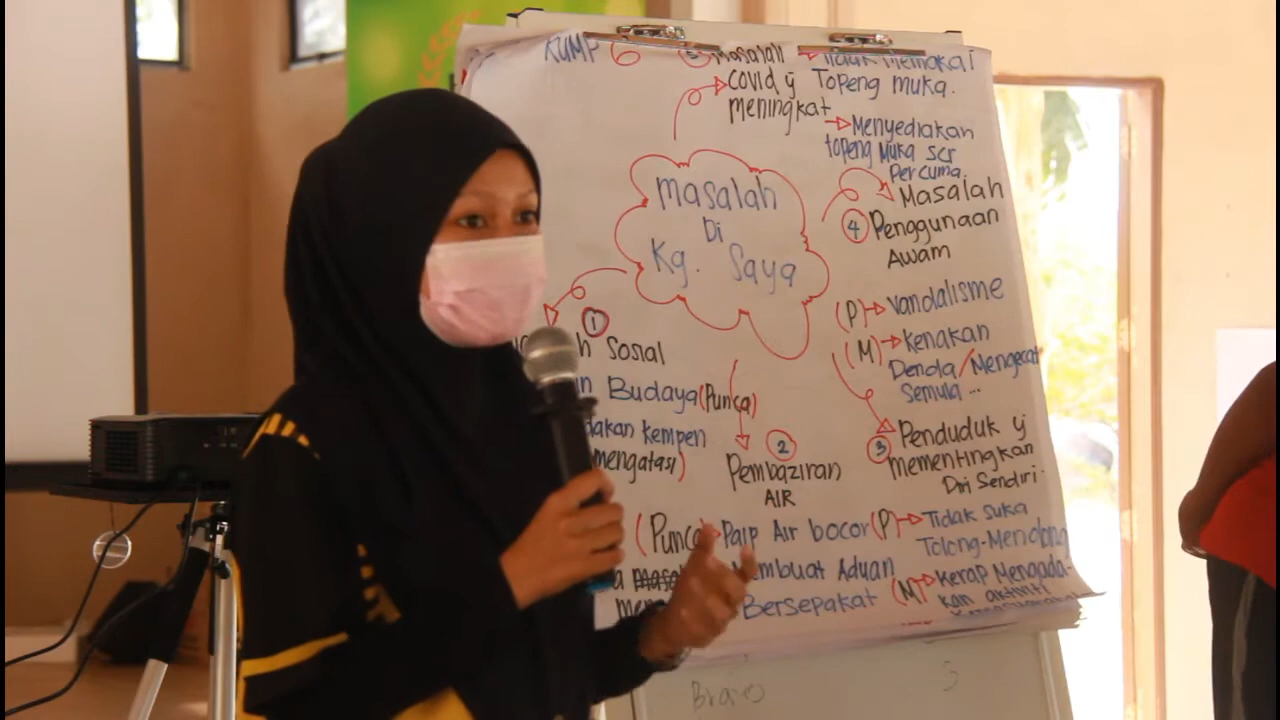 KUMP 6
5 Masalah
Covid yg
meningkat
Tidak Memakai
Topeng muka.
Menyediakan
topeng Muka scr
Percuma.
Masalah
Di
Kg. Saya
4 Masalah
Penggunaan
Awam
(P) Vandalisme
(M) Kenakan
Denda/Mengecat
Semula ...
1
Sosial
Budaya (Punca)
Kempen
mengatasi)
2
Pembaziran
AIR
(Punca) Paip Air bocor
Membuat Aduan
Bersepakat
3 Penduduk yg
mementingkan
Diri Sendiri.
(P) Tidak suka
Tolong-Menolong
(M) Kerap Mengada-
kan aktiviti